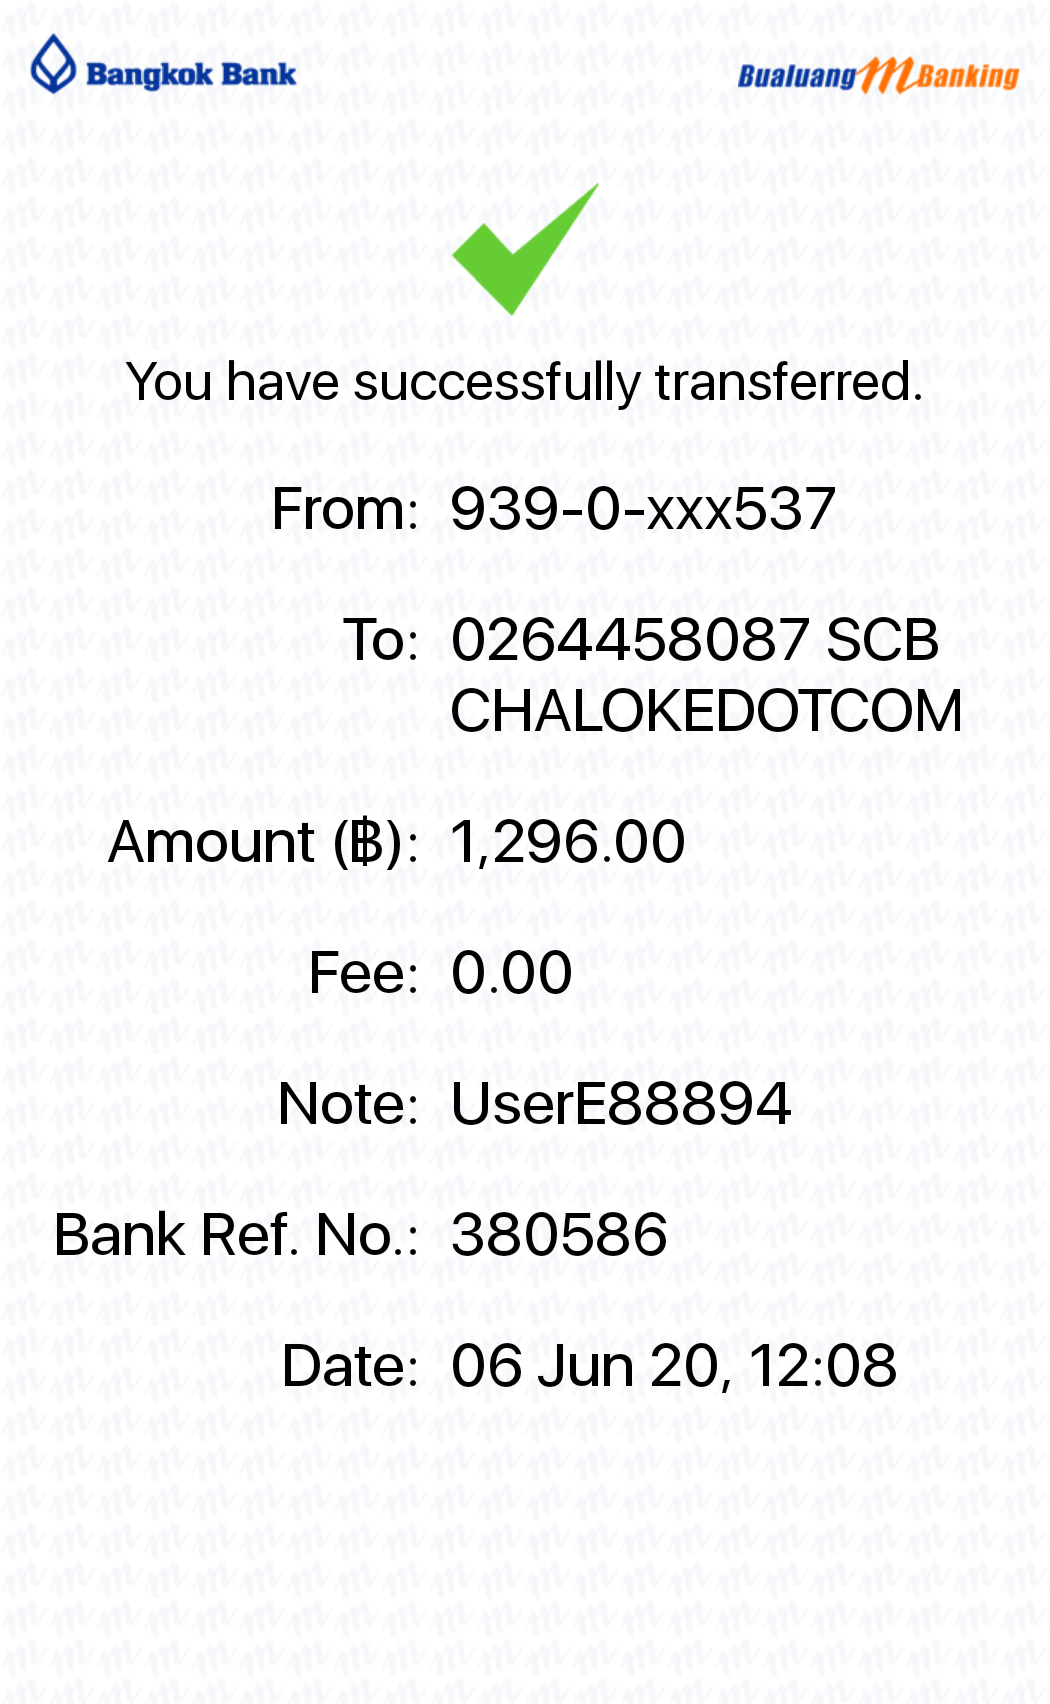 Bangkok Bank
Bualuang mBanking
You have successfully transferred.
From: 939-0-xxx537
To: 0264458087 SCB
CHALOKEDOTCOM
Amount (฿): 1,296.00
Fee: 0.00
Note: UserE88894
Bank Ref. No.: 380586
Date: 06 Jun 20, 12:08